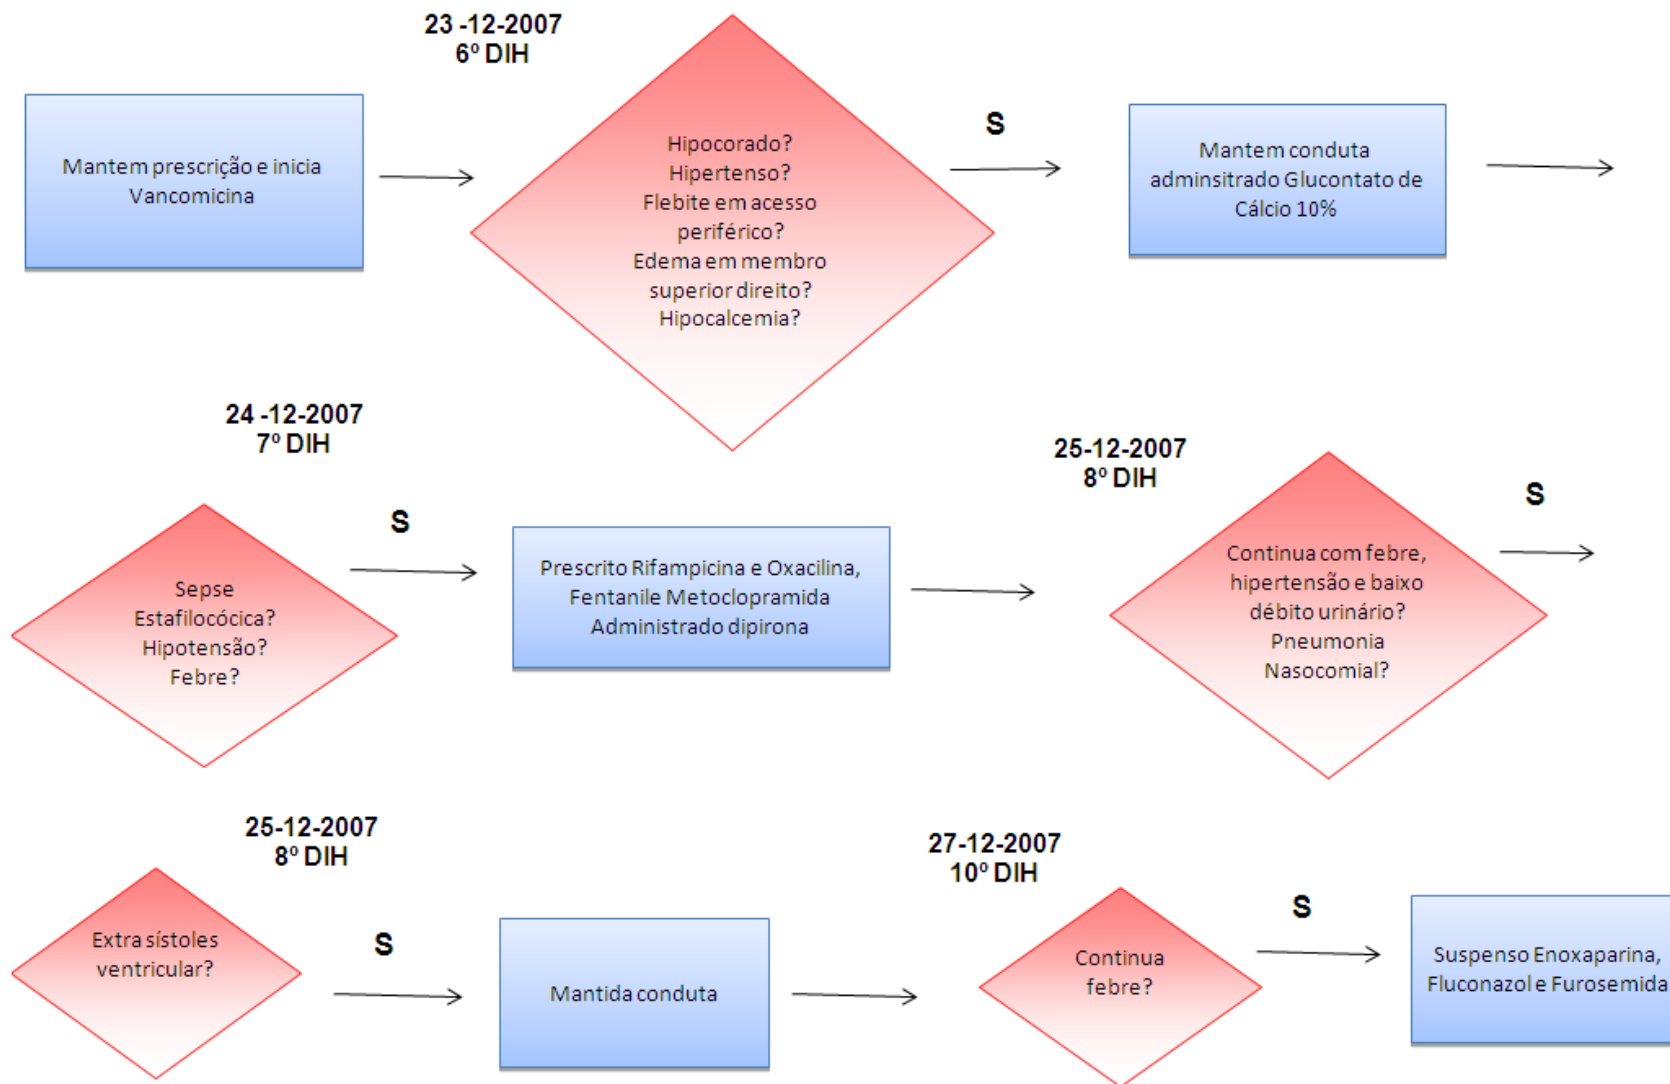 23 -12-2007
6º DIH
Mantem prescrição e inicia
Vancomicina
Hipocorado?
Hipertenso?
Flebite em acesso
periférico?
Edema em membro
superior direito?
Hipocalcemia?
S
Mantem conduta
adminsitrado Glucontato de
Cálcio 10%
24 -12-2007
7º DIH
Sepse
Estafilocócica?
Hipotensão?
Febre?
S
Prescrito Rifampicina e Oxacilina,
Fentanile Metoclopramida
Administrado dipirona
25-12-2007
8º DIH
Continua com febre,
hipertensão e baixo
débito urinário?
Pneumonia
Nasocomial?
S
25-12-2007
8º DIH
Extra sístoles
ventricular?
S
Mantida conduta
27-12-2007
10º DIH
Continua
febre?
S
Suspenso Enoxaparina,
Fluconazol e Furosemida